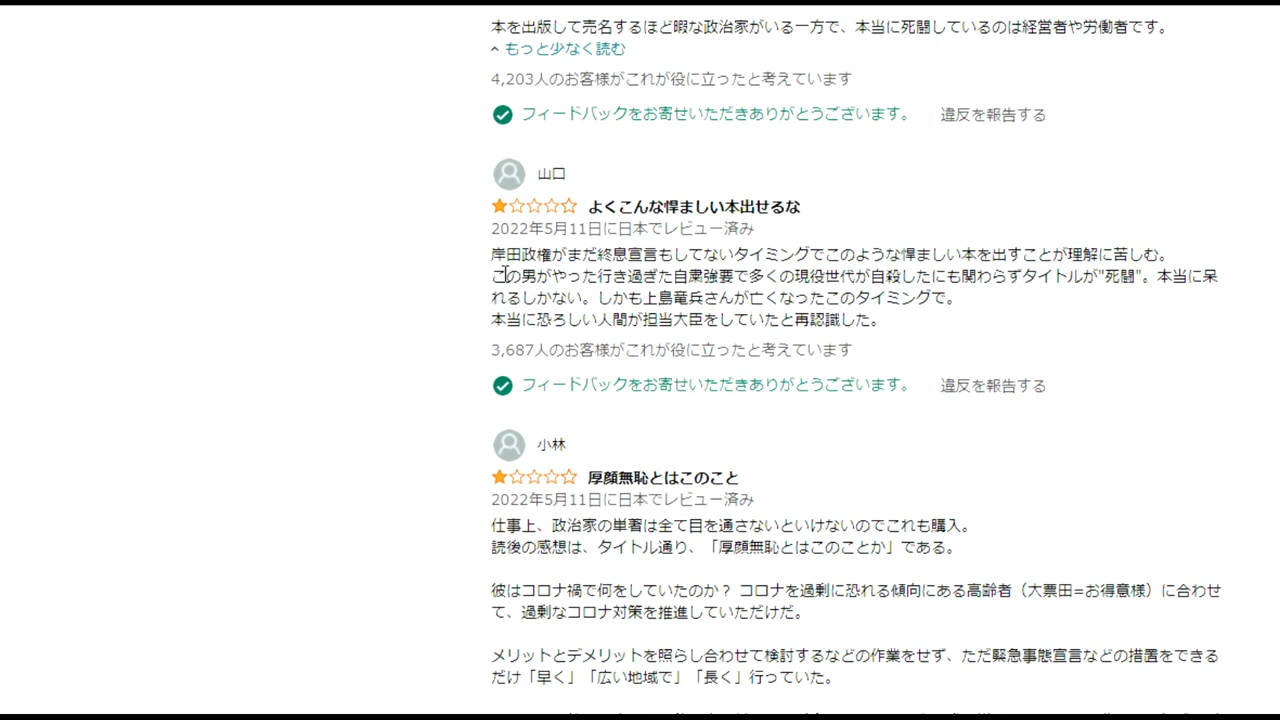 本を出版して売名するほど暇な政治家がいる一方で、本当に死闘しているのは経営者や労働者です。
もっと少なく読む
4,203人のお客様がこれが役に立ったと考えています
フィードバックをお寄せいただきありがとうございます。 違反を報告する
山口
よくこんな悍ましい本出せるな
2022年5月11日に日本でレビュー済み
岸田政権がまだ終息宣言もしてないタイミングでこのような悍ましい本を出すことが理解に苦しむ。
この男がやった行き過ぎた自粛強要で多くの現役世代が自殺したにも関わらずタイトルが"死闘"。本当に呆
れるしかない。しかも上島竜兵さんが亡くなったこのタイミングで。
本当に恐ろしい人間が担当大臣をしていたと再認識した。
3,687人のお客様がこれが役に立ったと考えています
フィードバックをお寄せいただきありがとうございます。 違反を報告する
小林
厚顔無恥とはこのこと
2022年5月11日に日本でレビュー済み
仕事上、政治家の単著は全て目を通さないといけないのでこれも購入。
読後の感想は、タイトル通り、「厚顔無恥とはこのことか」である。
彼はコロナ禍で何をしていたのか？ コロナを過剰に恐れる傾向にある高齢者（大票田=お得意様）に合わせ
て、過剰なコロナ対策を推進していただけだ。
メリットとデメリットを照らし合わせて検討するなどの作業をせず、ただ緊急事態宣言などの措置をできる
だけ「早く」「広い地域で」「長く」行っていた。